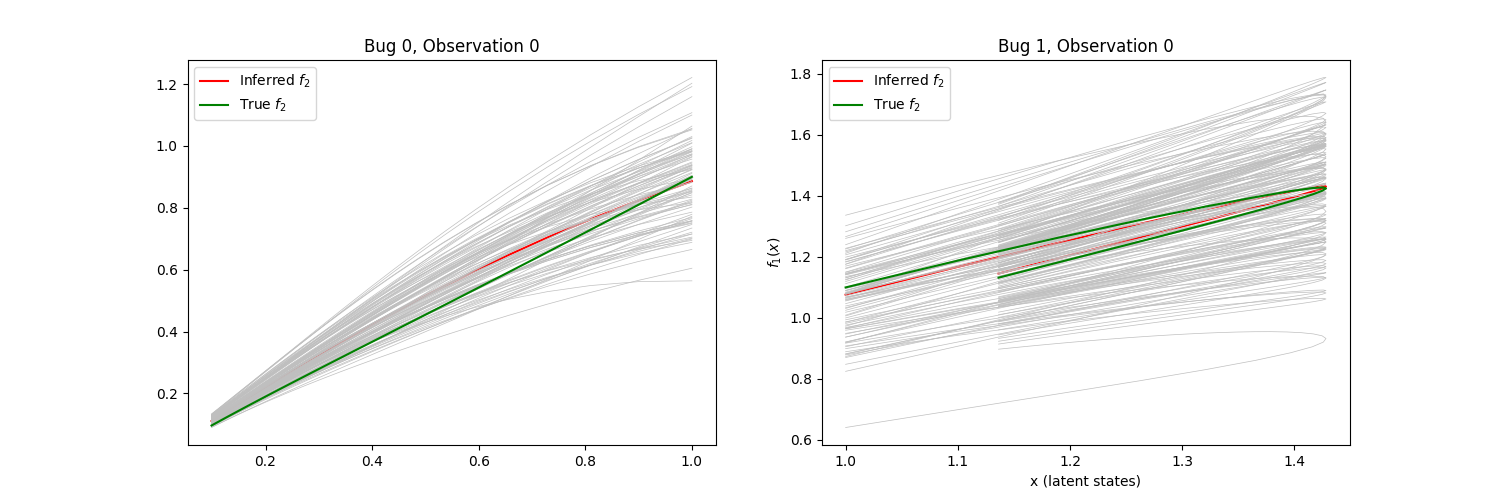 Bug 0, Observation 0
Inferred f₂
True f₂
1.2
1.0
0.8
0.6
0.4
0.2
0.2 0.4 0.6 0.8 1.0
Bug 1, Observation 0
Inferred f₂
True f₂
f₁(x)
1.8
1.6
1.4
1.2
1.0
0.8
0.6
1.0 1.1 1.2 1.3 1.4
x (latent states)